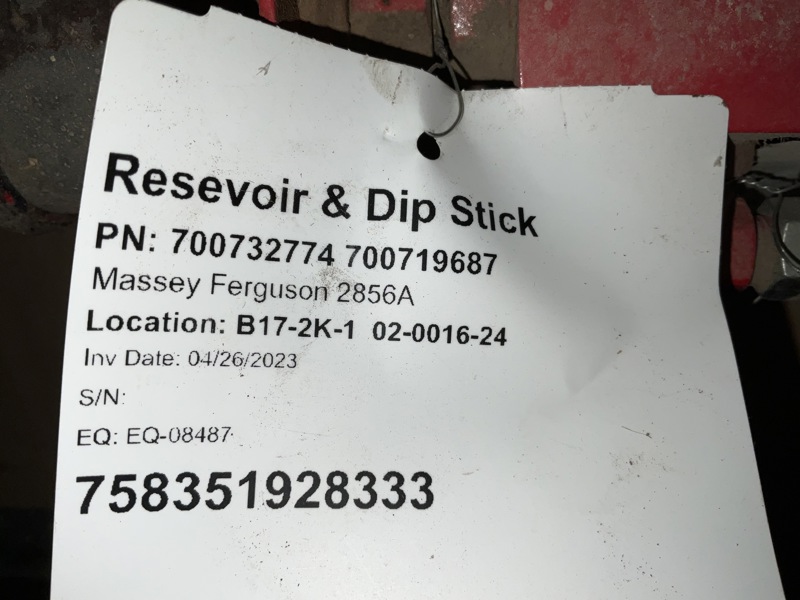 Resevoir & Dip Stick
PN: 700732774 700719687
Massey Ferguson 2856A
Location: B17-2K-1 02-0016-24
Inv Date: 04/26/2023
S/N:
EQ: EQ-08487
758351928333